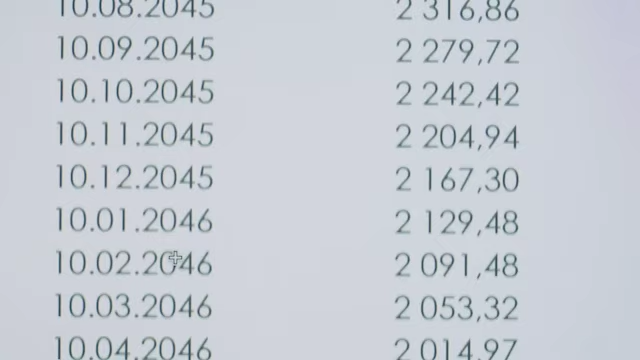 10.08.2045 2 316,86
10.09.2045 2 279,72
10.10.2045 2 242,42
10.11.2045 2 204,94
10.12.2045 2 167,30
10.01.2046 2 129,48
10.02.2046 2 091,48
10.03.2046 2 053,32
10.04.2046 2 014,97